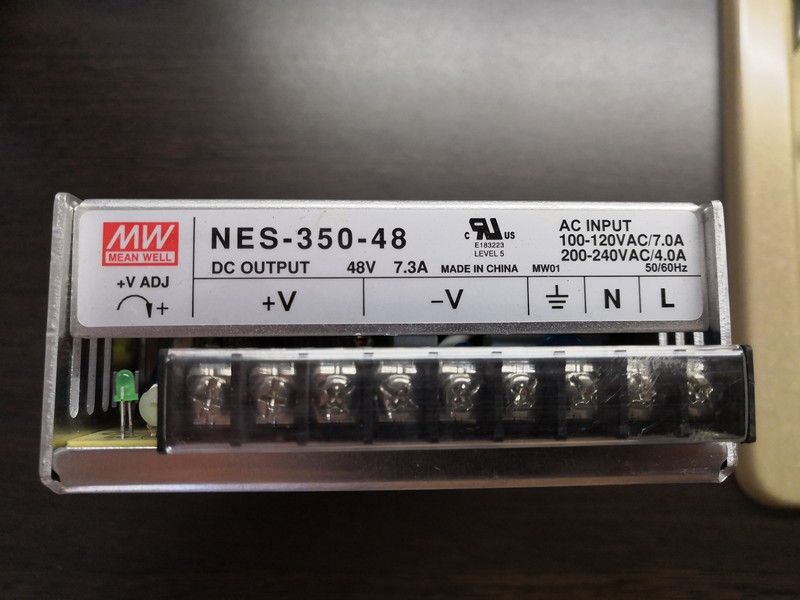 MW
MEAN WELL
+V ADJ
+
NES-350-48
DC OUTPUT 48V 7.3A MADE IN CHINA MW01
c RU US
E183223
LEVEL 5
AC INPUT
100-120VAC/7.0A
200-240VAC/4.0A
50/60Hz
+V -V ⏚ N L